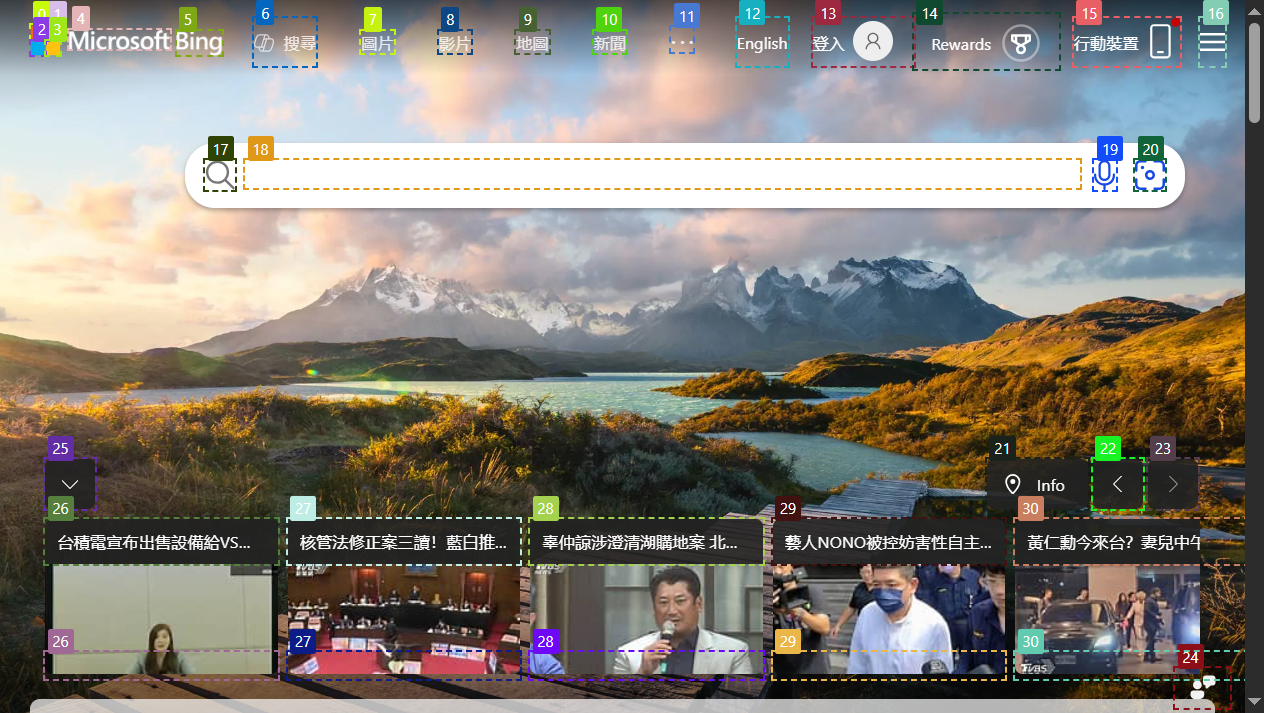 0 1
2 3 4 5 6 7 8 9 10 11 12 13 14 15 16
Microsoft Bing 搜尋 圖片 影片 地圖 新聞 ... English 登入 Rewards 行動裝置
17 18 19 20
25 21 22 23
Info
26 27 28 29 30
台積電宣布出售設備給VS... 核管法修正案三讀！藍白推... 辜仲諒涉澄清湖購地案 北... 藝人NONO被控妨害性自主... 黃仁勳今來台？妻兒中午
TVBS
NEWS
26 27 28 29 30
TVBS
24